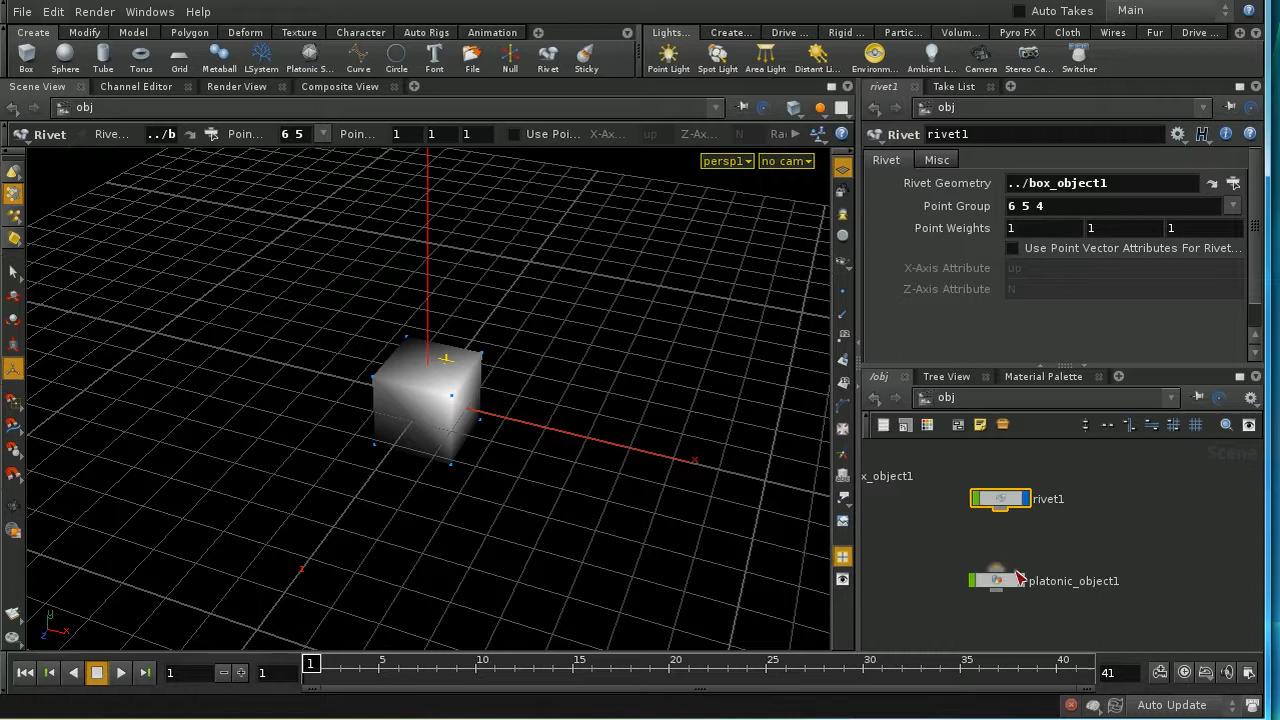 File Edit Render Windows Help Auto Takes Main
Create Modify Model Polygon Deform Texture Character Auto Rigs Animation Lights... Create... Drive ... Rigid ... Partic... Volum... Pyro FX Cloth Wires Fur Drive ...
Box Sphere Tube Torus Grid Metaball LSystem Platonic S... Curve Circle Font File Null Rivet Sticky Point Light Spot Light Area Light Distant Li... Environm... Ambient L... Camera Stereo Ca... Switcher
Scene View Channel Editor Render View Composite View rivet1 Take List
obj obj
Rivet Rive... ../b Poin... 6 5 Poin... 1 1 1 Use Poi... X-Ax... up Z-Ax... N Ra Rivet rivet1
persp1 no cam Rivet Misc
Rivet Geometry ../box_object1
Point Group 6 5 4
Point Weights 1 1 1
Use Point Vector Attributes For Rivet...
X-Axis Attribute up
Z-Axis Attribute N
/obj Tree View Material Palette
obj
Scene
x_object1
rivet1
platonic_object1
x
z
y
x
z
1 1 1 5 10 15 20 25 30 35 40 41
Auto Update